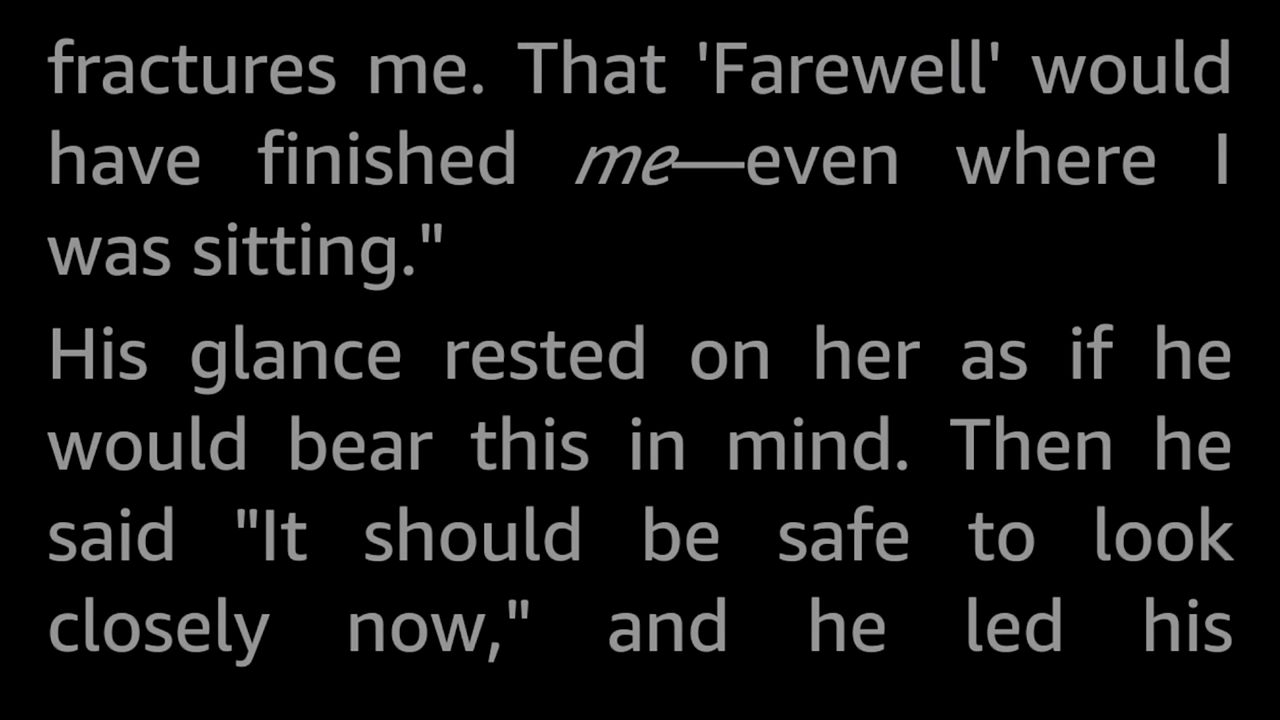 fractures me. That 'Farewell' would
have finished me—even where I
was sitting."
His glance rested on her as if he
would bear this in mind. Then he
said "It should be safe to look
closely now," and he led his